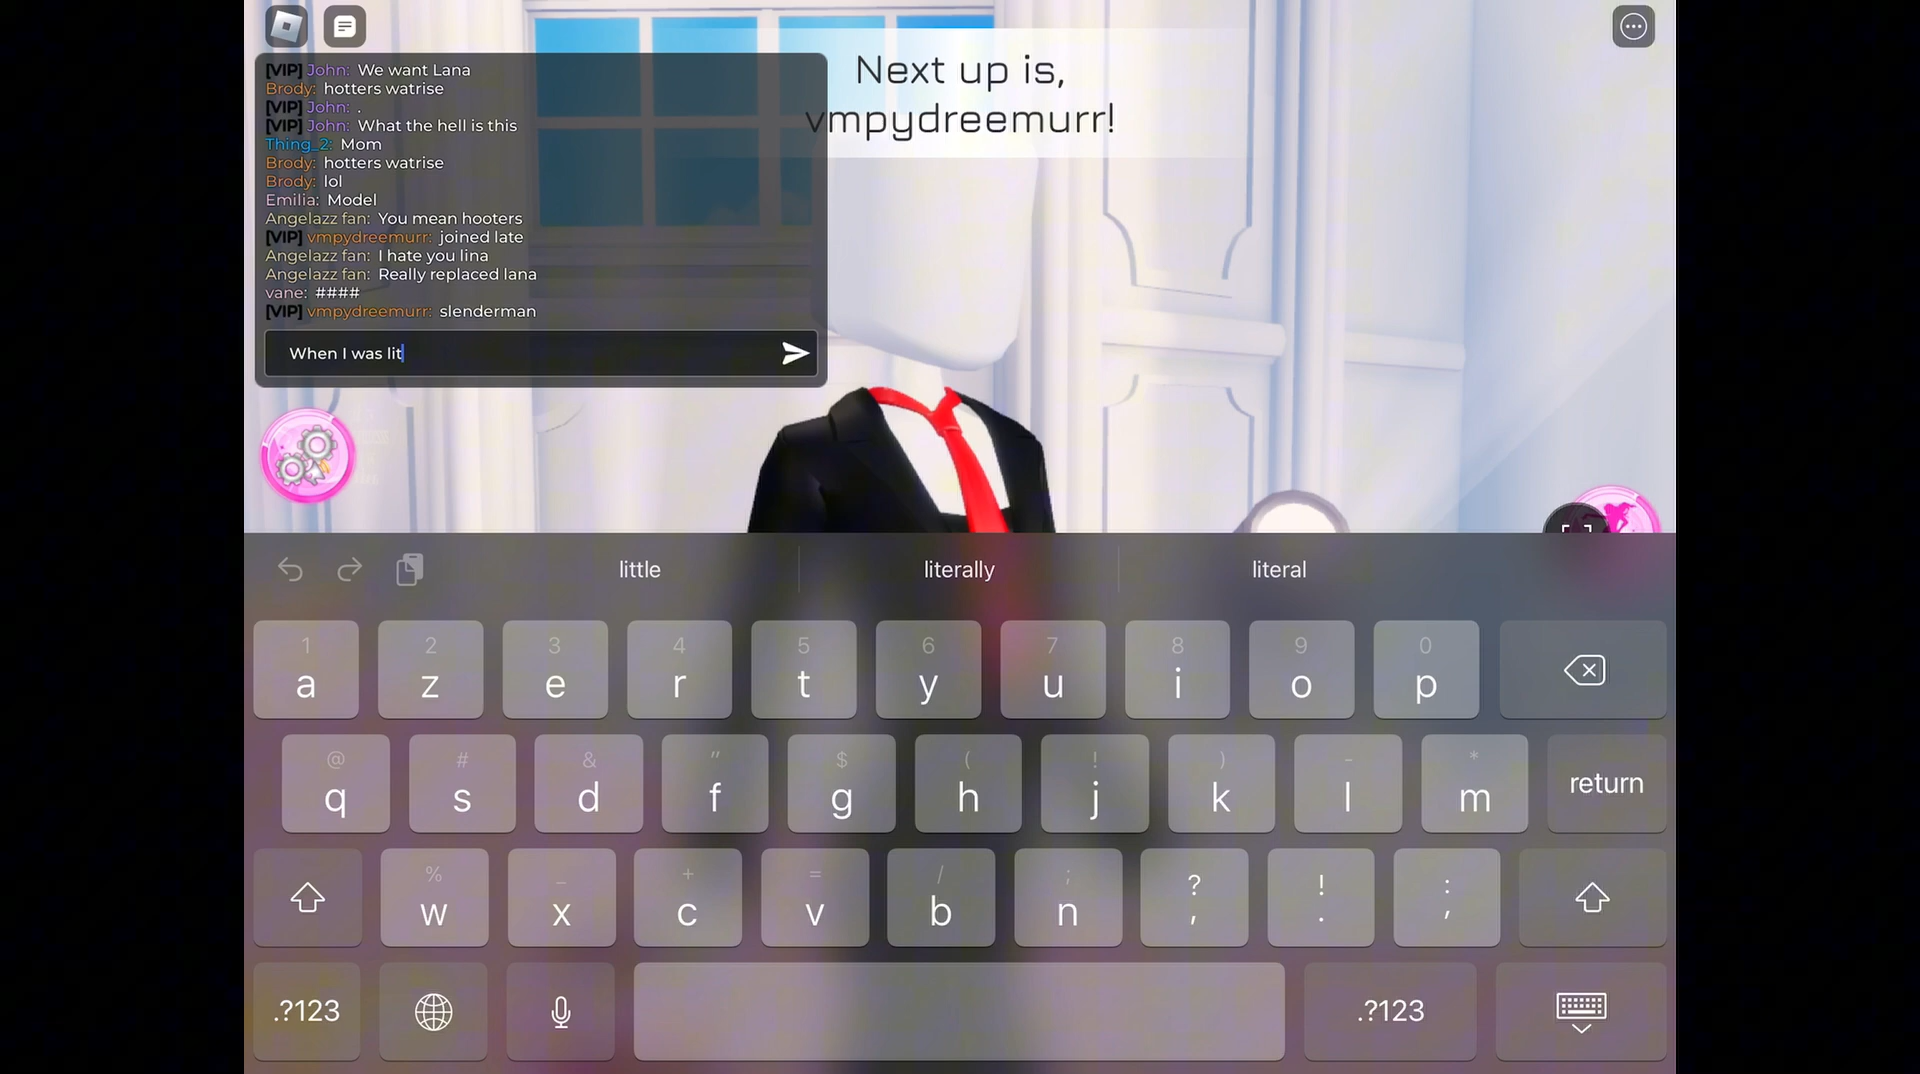 [VIP] John: We want Lana
Brody: hotters watrise
[VIP] John: .
[VIP] John: What the hell is this
Thing_2: Mom
Brody: hotters watrise
Brody: lol
Emilia: Model
Angelazz fan: You mean hooters
[VIP] vmpydreemurr: joined late
Angelazz fan: I hate you lina
Angelazz fan: Really replaced lana
vane: ####
[VIP] vmpydreemurr: slenderman
When I was lit
Next up is,
vmpydreemurr!
little literally literal
1 2 3 4 5 6 7 8 9 0
a z e r t y u i o p
@ # & " $ ( ! ) - *
q s d f g h j k l m return
% _ + = / ; ? ! :
w x c v b n , . ,
.?123 .?123